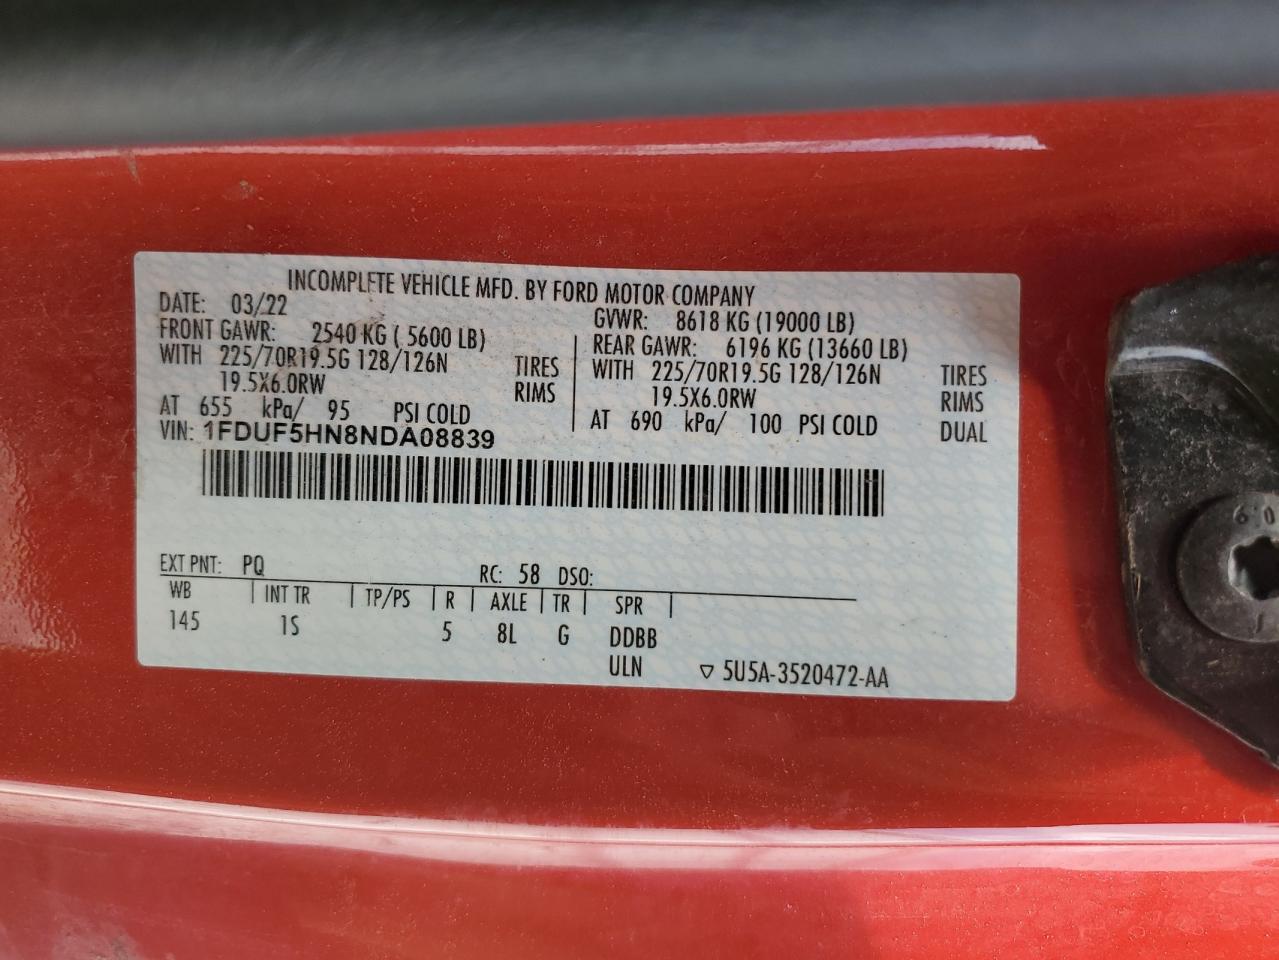 INCOMPLETE VEHICLE MFD. BY FORD MOTOR COMPANY
DATE: 03/22
FRONT GAWR: 2540 KG ( 5600 LB)
WITH 225/70R19.5G 128/126N TIRES
19.5X6.0RW RIMS
AT 655 kPa/ 95 PSI COLD
GVWR: 8618 KG (19000 LB)
REAR GAWR: 6196 KG (13660 LB)
WITH 225/70R19.5G 128/126N TIRES
19.5X6.0RW RIMS
AT 690 kPa/ 100 PSI COLD DUAL
VIN: 1FDUF5HN8NDA08839
EXT PNT: PQ RC: 58 DSO:
WB | INT TR | TP/PS | R | AXLE | TR | SPR |
145 1S 5 8L G DDBB
ULN ▽ 5U5A-3520472-AA